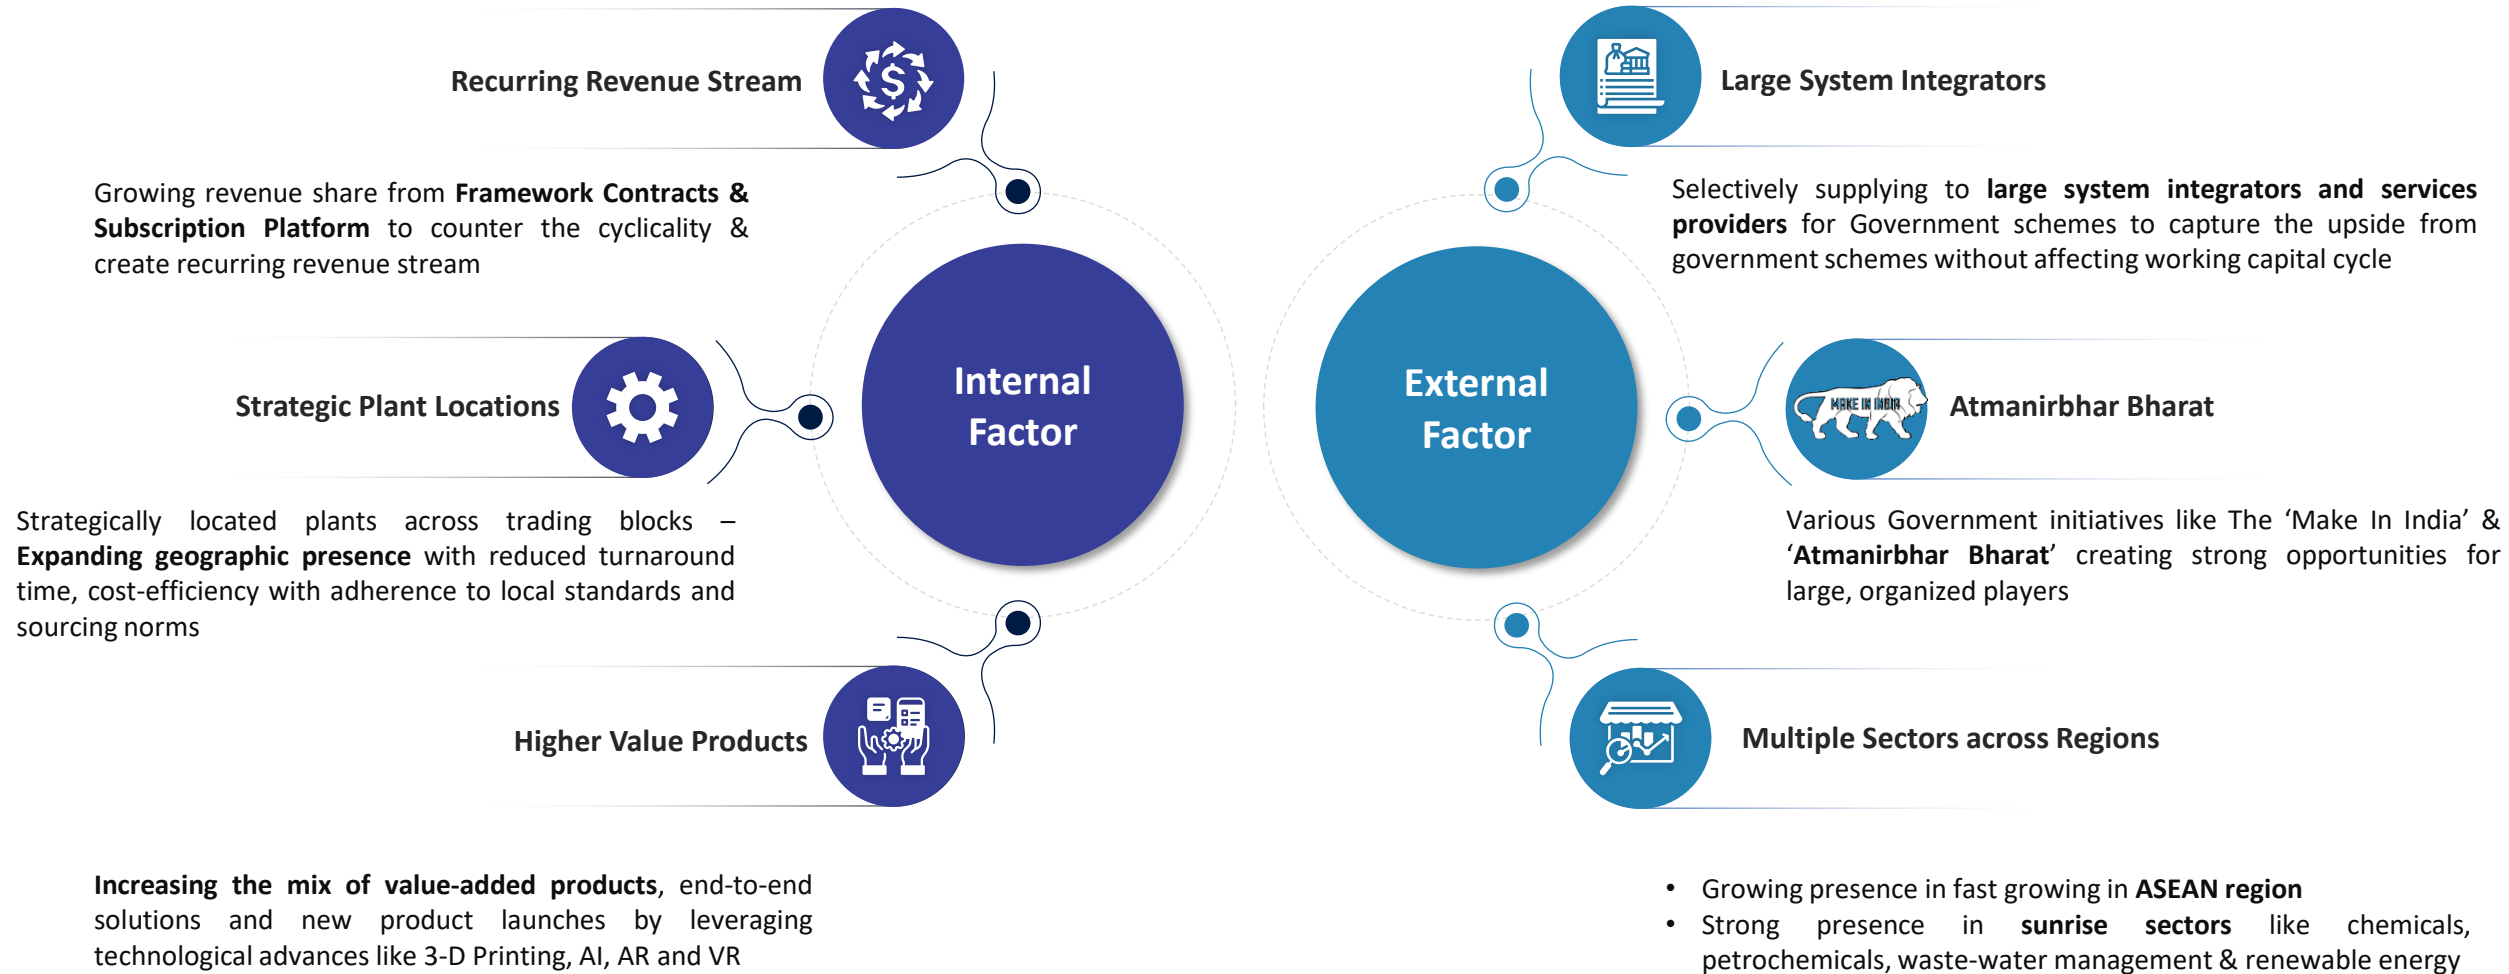 Recurring Revenue Stream
Growing revenue share from Framework Contracts &
Subscription Platform to counter the cyclicality &
create recurring revenue stream
Strategic Plant Locations
Strategically located plants across trading blocks –
Expanding geographic presence with reduced turnaround
time, cost-efficiency with adherence to local standards and
sourcing norms
Higher Value Products
Increasing the mix of value-added products, end-to-end
solutions and new product launches by leveraging
technological advances like 3-D Printing, AI, AR and VR
Internal
Factor
External
Factor
Large System Integrators
Selectively supplying to large system integrators and services
providers for Government schemes to capture the upside from
government schemes without affecting working capital cycle
MAKE IN INDIA
Atmanirbhar Bharat
Various Government initiatives like The ‘Make In India’ &
‘Atmanirbhar Bharat’ creating strong opportunities for
large, organized players
Multiple Sectors across Regions
• Growing presence in fast growing in ASEAN region
• Strong presence in sunrise sectors like chemicals,
petrochemicals, waste-water management & renewable energy